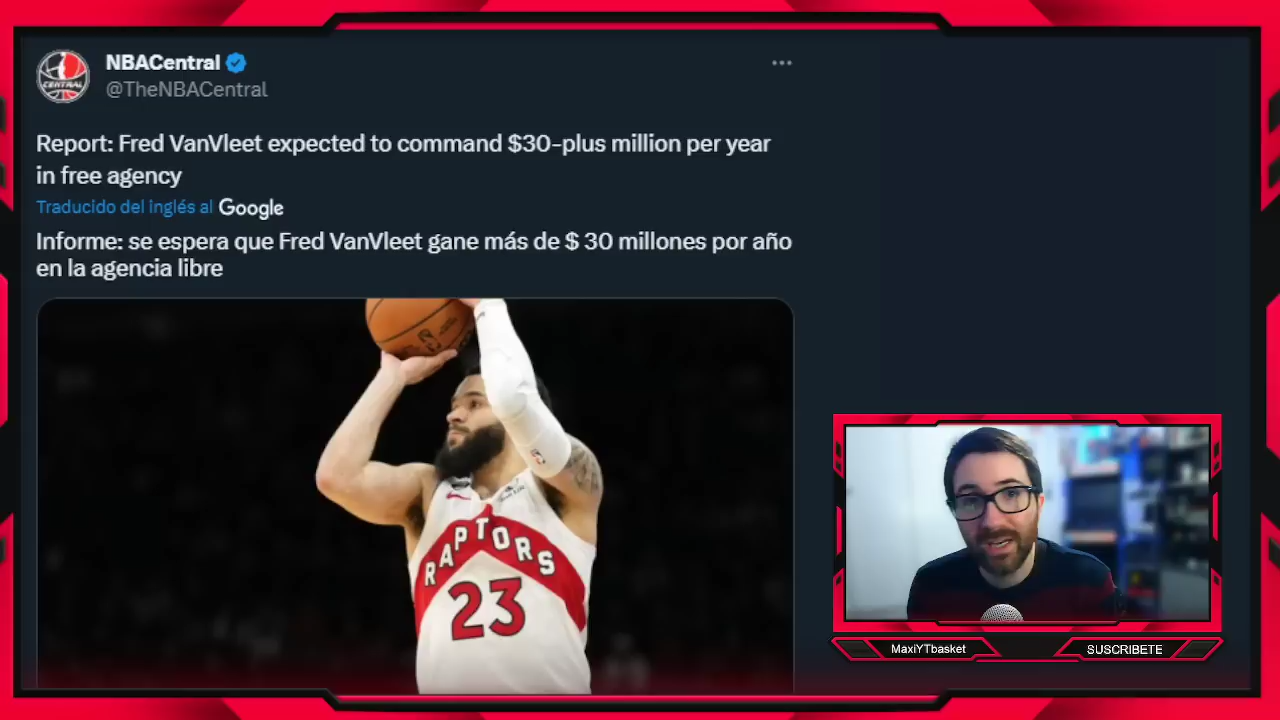 NBACentral
@TheNBACentral
Report: Fred VanVleet expected to command $30-plus million per year
in free agency
Traducido del inglés al Google
Informe: se espera que Fred VanVleet gane más de $ 30 millones por año
en la agencia libre
CENTRAL
RAPTORS
23
MaxiYTbasket
SUSCRIBETE